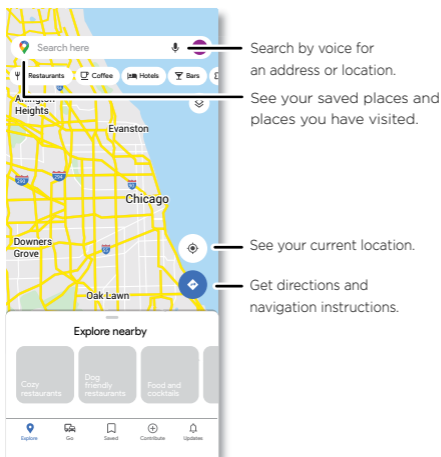 Search here
Search by voice for
an address or location.
Restaurants Coffee Hotels Bars
See your saved places and
places you have visited.
Arlington
Heights
Evanston
290
294
Chicago
Downers
Grove
See your current location.
Get directions and
navigation instructions.
Oak Lawn
Explore nearby
Cozy
restaurants
Dog
friendly
restaurants
Food and
cocktails
Explore Go Saved Contribute Updates